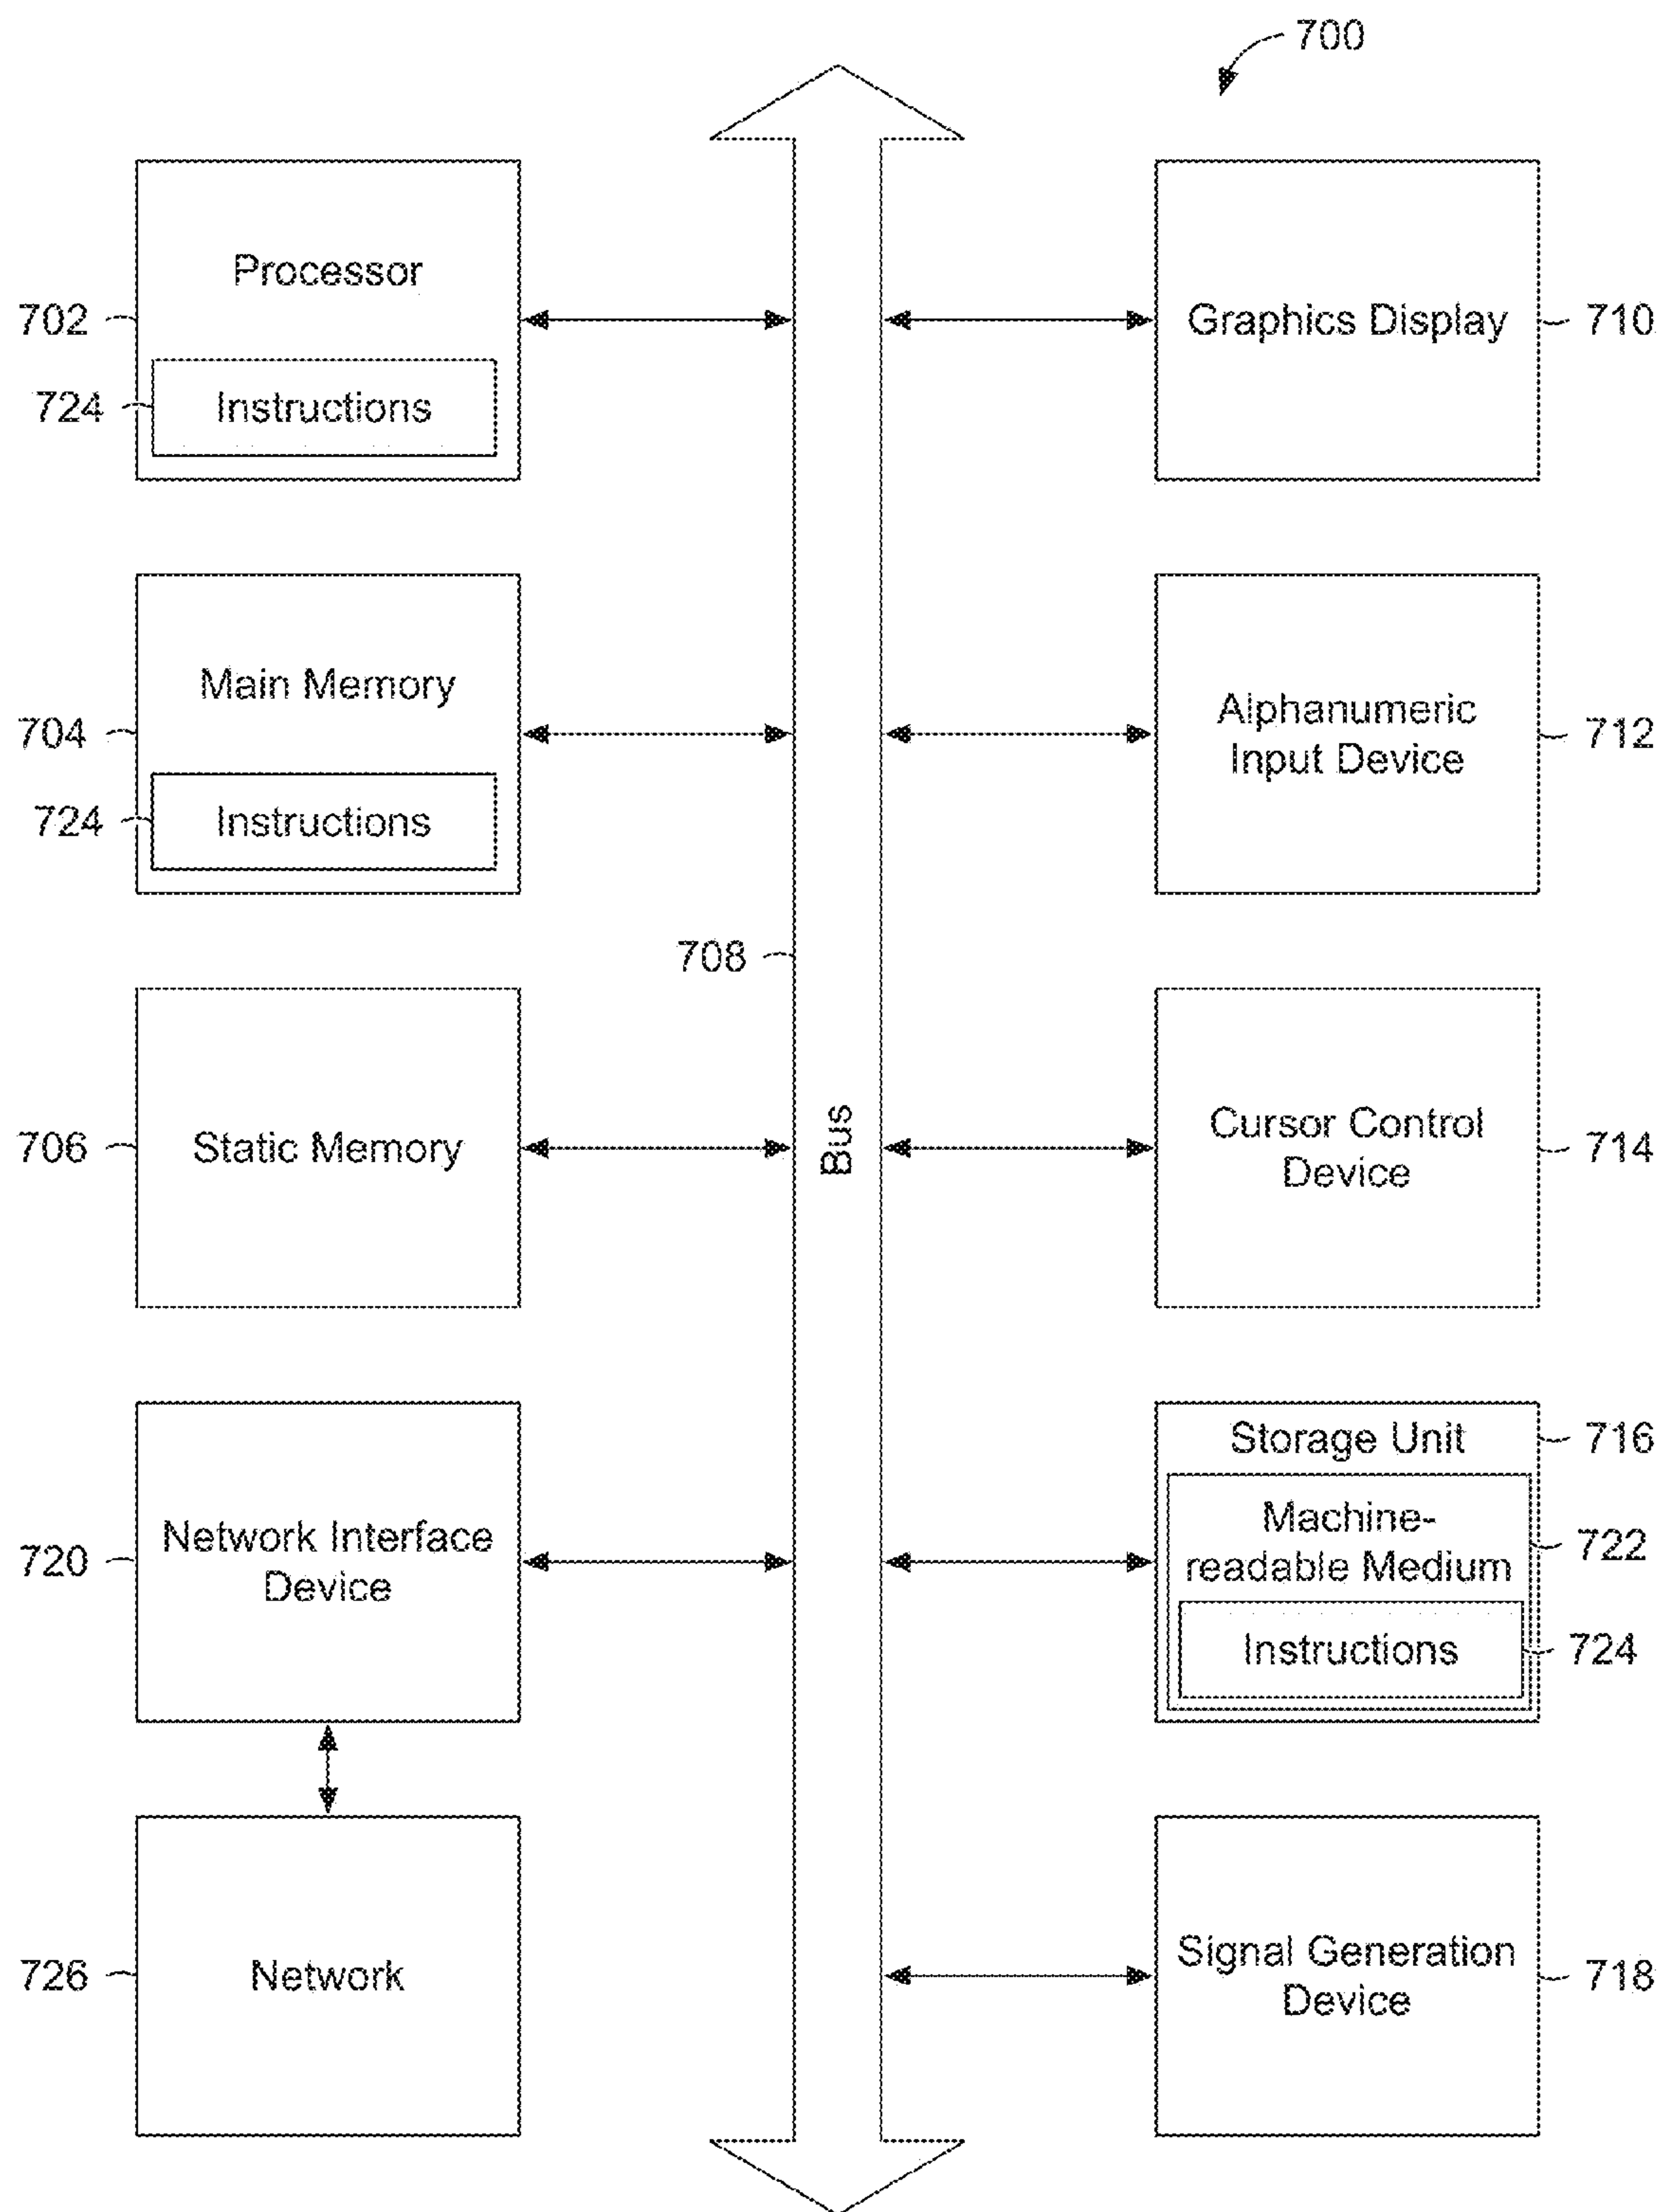 700
Processor
702
724
Instructions
Graphics Display
710
Main Memory
704
724
Instructions
Alphanumeric
Input Device
712
708
Bus
706
Static Memory
Cursor Control
Device
714
720
Network Interface
Device
Storage Unit
716
Machine-
readable Medium
722
Instructions
724
726
Network
Signal Generation
Device
718